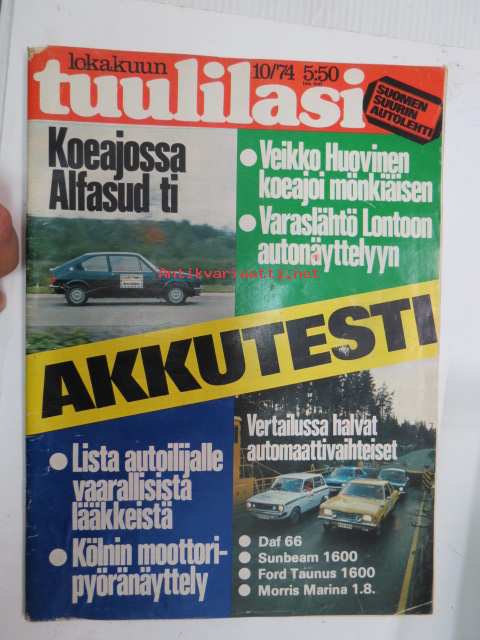 lokakuun
10/'74 5:50
tuulilasi
SUOMEN
SUURIN
AUTOLEHTI
Koeajossa
Alfasud ti
● Veikko Huovinen
koeajoi mönkiäisen
● Varaslähtö Lontoon
autonäyttelyyn
Antikvariaatti.net
AKKUTESTI
Vertailussa halvat
automaattivaihteiset
● Lista autoilijalle
vaarallisista
lääkkeistä
● Kölnin moottori-
pyöränäyttely
● Daf 66
● Sunbeam 1600
● Ford Taunus 1600
● Morris Marina 1.8.